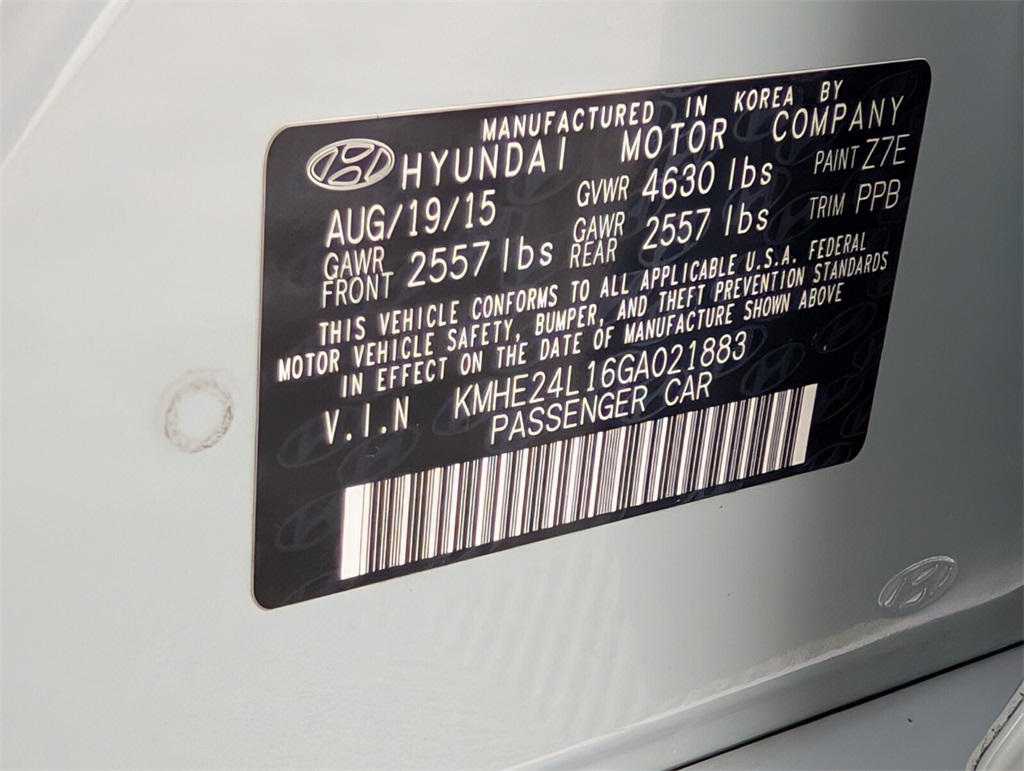 MANUFACTURED IN KOREA BY
HYUNDAI MOTOR COMPANY
AUG/19/15 GVWR 4630 lbs PAINT Z7E
GAWR FRONT 2557 lbs GAWR REAR 2557 lbs TRIM PPB
THIS VEHICLE CONFORMS TO ALL APPLICABLE U.S.A. FEDERAL
MOTOR VEHICLE SAFETY, BUMPER, AND THEFT PREVENTION STANDARDS
IN EFFECT ON THE DATE OF MANUFACTURE SHOWN ABOVE
V.I.N KMHE24L16GA021883
PASSENGER CAR